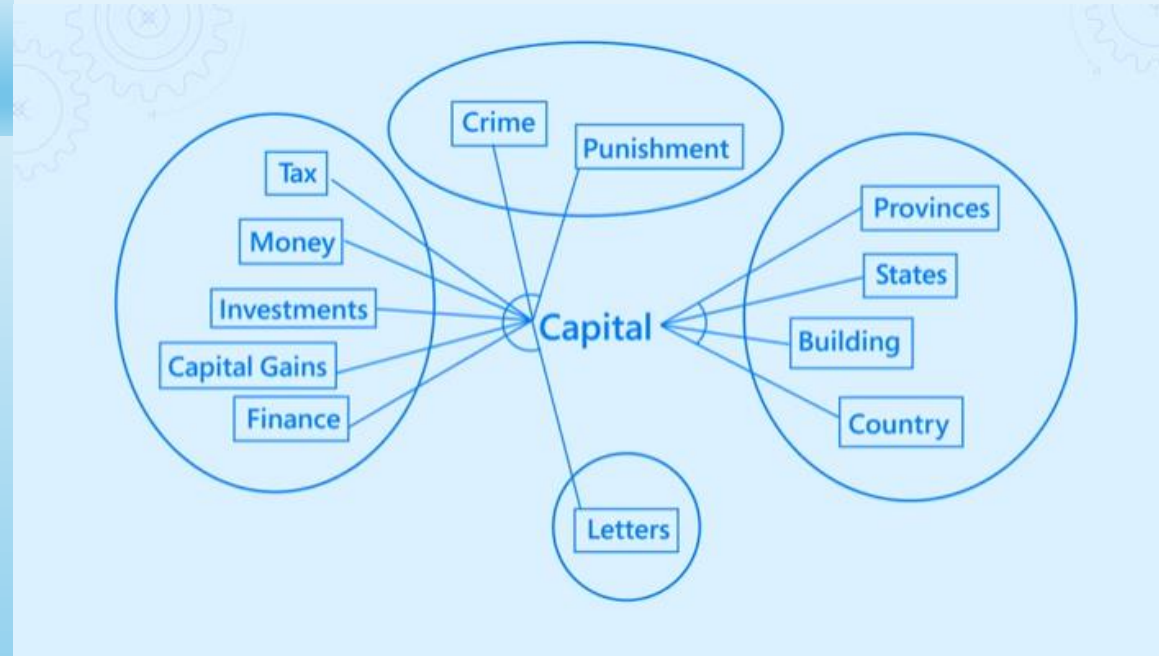 Crime
Punishment
Tax
Money
Investments
Capital Gains
Finance
Capital
Provinces
States
Building
Country
Letters